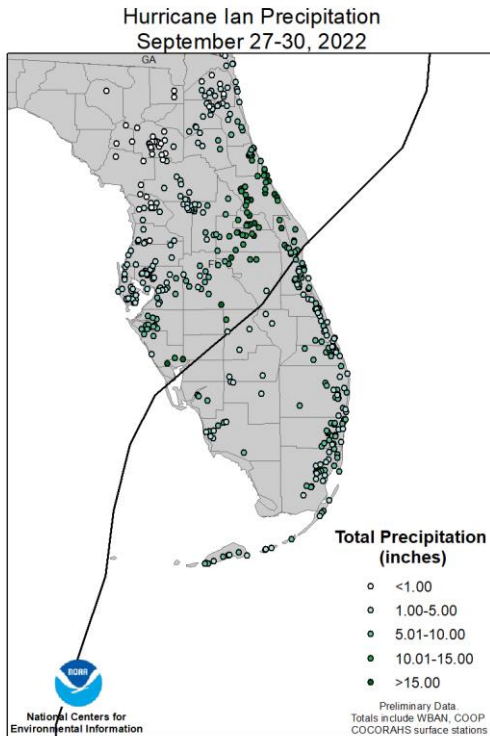 Hurricane Ian Precipitation
September 27-30, 2022
GA
Total Precipitation
(inches)
<1.00
1.00-5.00
5.01-10.00
10.01-15.00
>15.00
NOAA
National Centers for
Environmental Information
Preliminary Data.
Totals include WBAN, COOP
COCORAHS surface stations